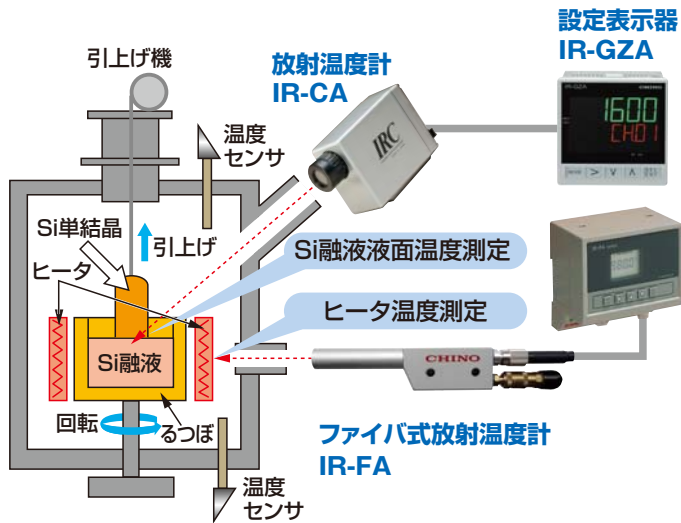 設定表示器
IR-GZA
放射温度計
IR-CA
引上げ機
温度
センサ
IRC
IR-GZA
CHINO
1600
CH01
Si単結晶
引上げ
ヒータ
Si融液液面温度測定
ヒータ温度測定
Si融液
CHINO
回転
るつぼ
ファイバ式放射温度計
IR-FA
温度
センサ